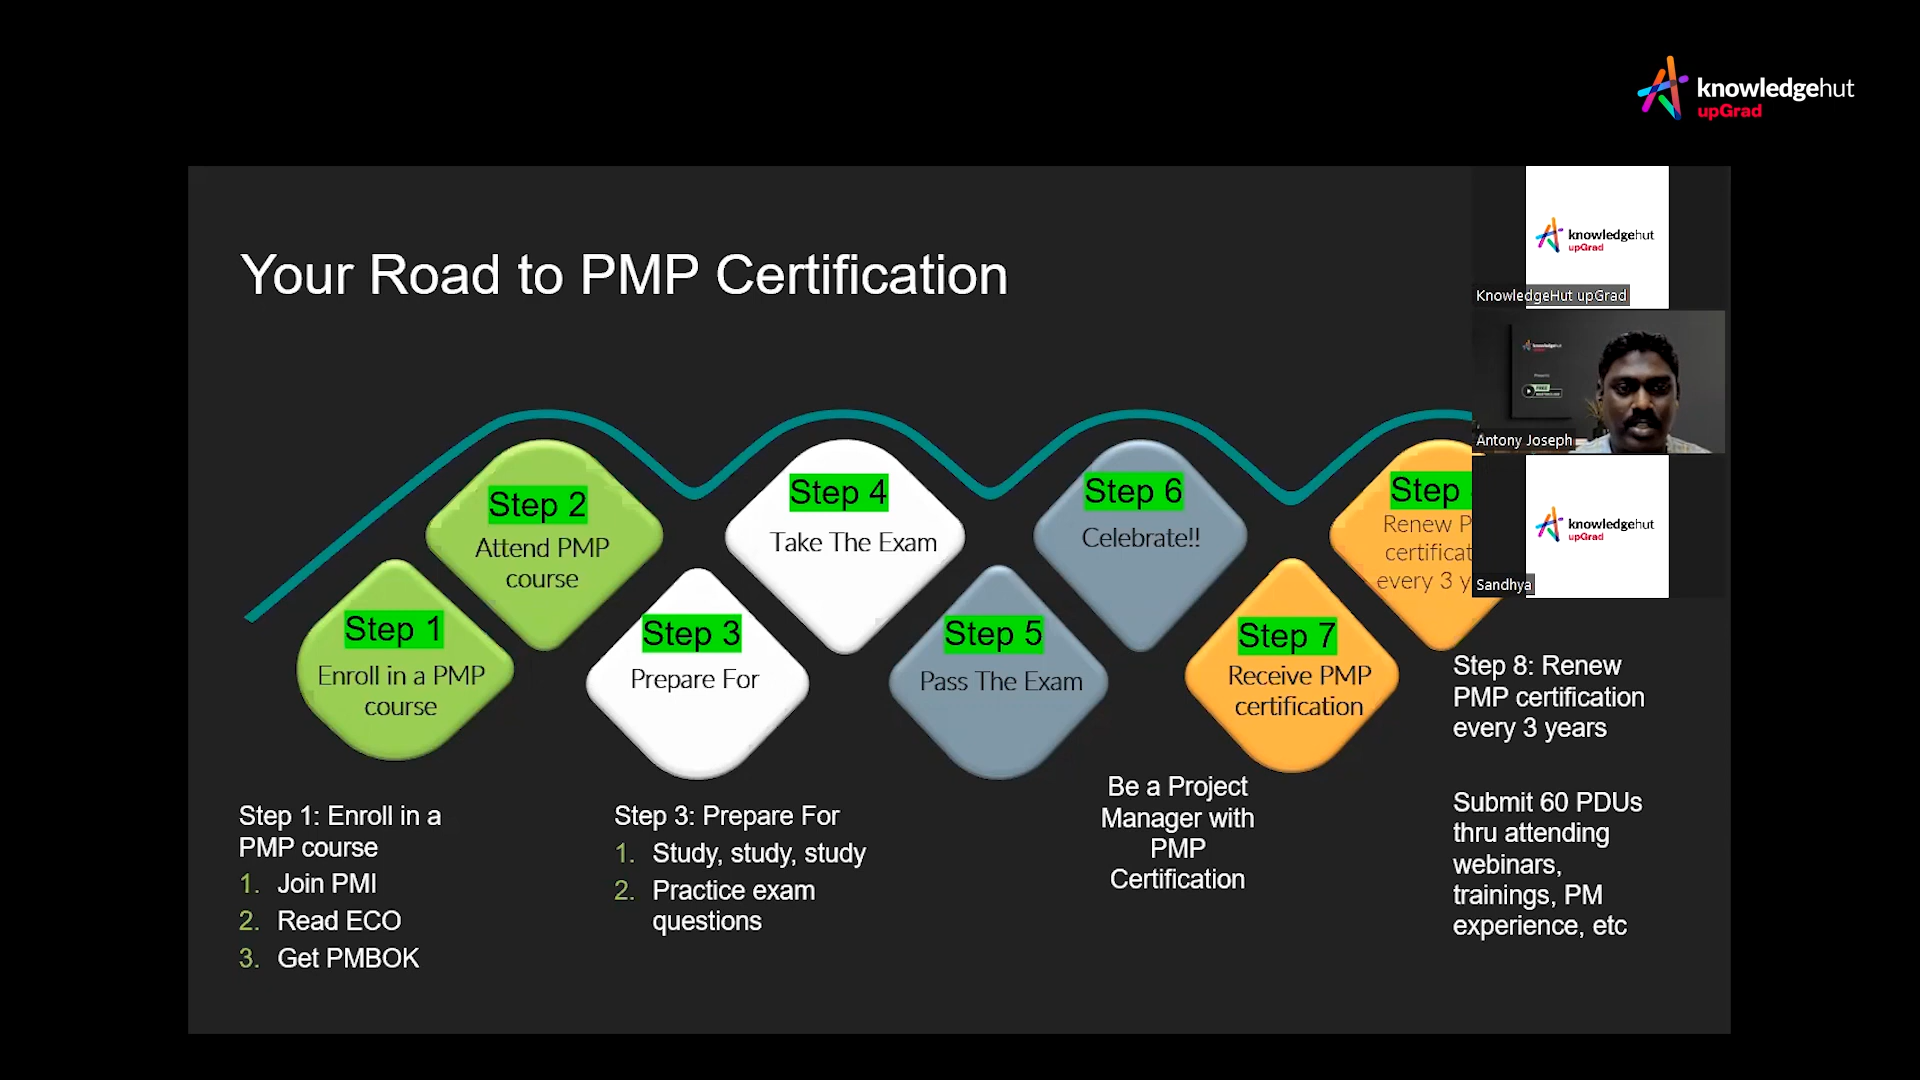 knowledgehut
upGrad
Your Road to PMP Certification
knowledgehut
upGrad
KnowledgeHut upGrad
knowledgehut
Antony Joseph
knowledgehut
upGrad
Sandhya
Step 1
Enroll in a PMP
course
Step 2
Attend PMP
course
Step 3
Prepare For
Step 4
Take The Exam
Step 5
Pass The Exam
Step 6
Celebrate!!
Step 7
Receive PMP
certification
Step
Renew P
certificat
every 3 y
Step 1: Enroll in a
PMP course
1. Join PMI
2. Read ECO
3. Get PMBOK
Step 3: Prepare For
1. Study, study, study
2. Practice exam
questions
Be a Project
Manager with
PMP
Certification
Step 8: Renew
PMP certification
every 3 years
Submit 60 PDUs
thru attending
webinars,
trainings, PM
experience, etc